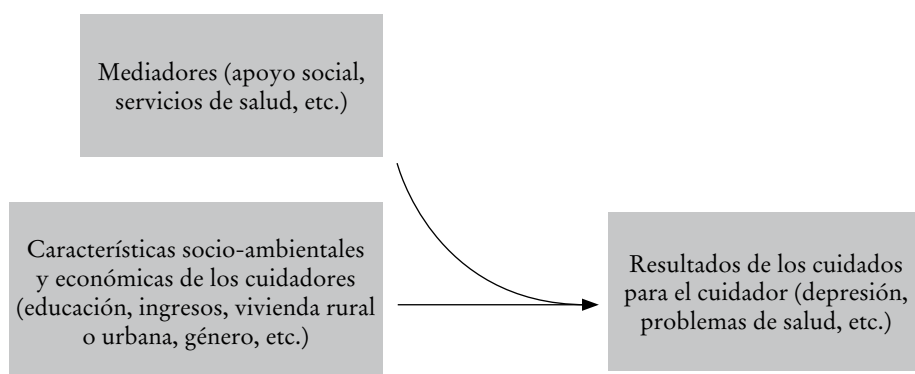 Mediadores (apoyo social,
servicios de salud, etc.)
Características socio-ambientales
y económicas de los cuidadores
(educación, ingresos, vivienda rural
o urbana, género, etc.)
Resultados de los cuidados
para el cuidador (depresión,
problemas de salud, etc.)